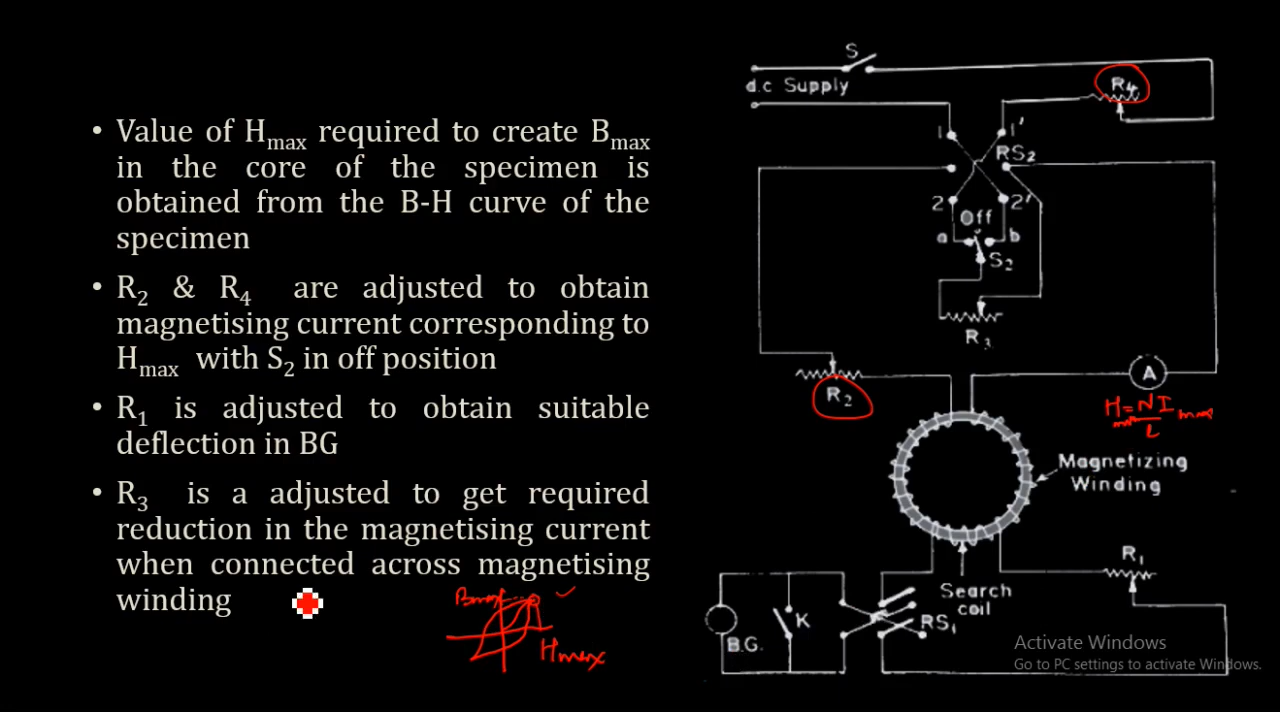 • Value of Hmax required to create Bmax
in the core of the specimen is
obtained from the B-H curve of the
specimen
• R2 & R4 are adjusted to obtain
magnetising current corresponding to
Hmax with S2 in off position
• R1 is adjusted to obtain suitable
deflection in BG
• R3 is a adjusted to get required
reduction in the magnetising current
when connected across magnetising
winding
Bmax
Hmax
S
d.c Supply
R4
1
1'
RS2
2
Off
2'
a
b
S2
R3
R2
A
H = NI max
L
Magnetizing
Winding
R1
Search
coil
K
RS1
B.G.
Activate Windows
Go to PC settings to activate Windows.